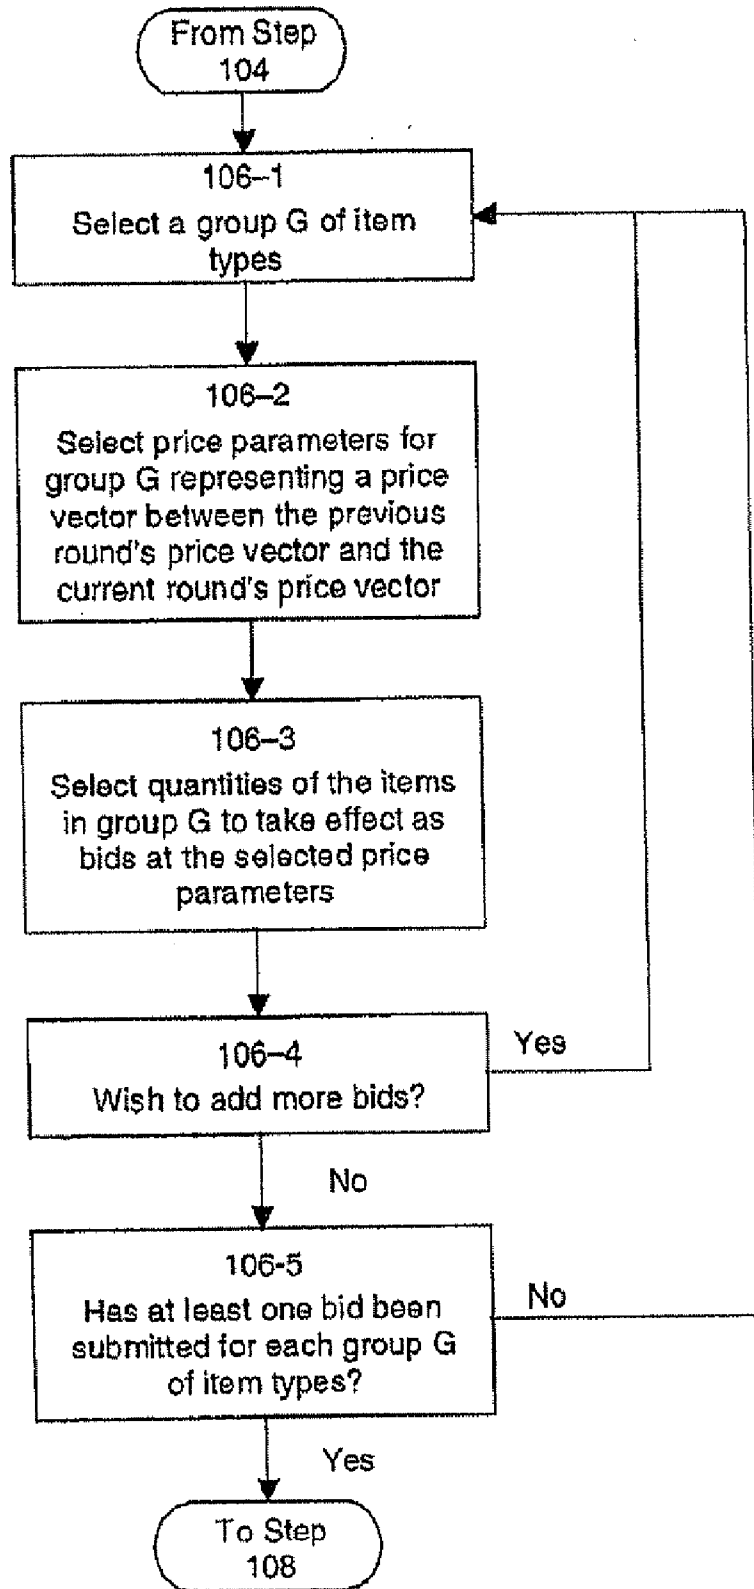 From Step
104
106–1
Select a group G of item
types
106–2
Select price parameters for
group G representing a price
vector between the previous
round's price vector and the
current round's price vector
106–3
Select quantities of the items
in group G to take effect as
bids at the selected price
parameters
106–4
Wish to add more bids?
Yes
No
106-5
Has at least one bid been
submitted for each group G
of item types?
No
Yes
To Step
108